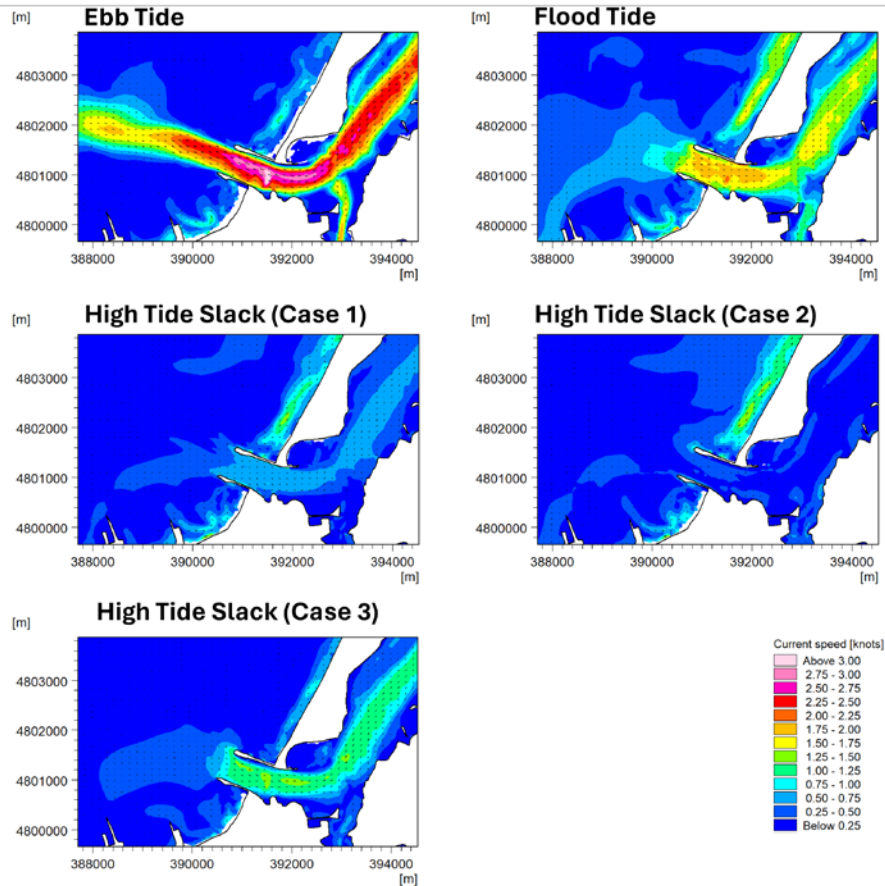 [m]
Ebb Tide
4803000
4802000
4801000
4800000
388000
390000
392000
394000
[m]
[m]
Flood Tide
4803000
4802000
4801000
4800000
388000
390000
392000
394000
[m]
[m]
High Tide Slack (Case 1)
4803000
4802000
4801000
4800000
388000
390000
392000
394000
[m]
[m]
High Tide Slack (Case 2)
4803000
4802000
4801000
4800000
388000
390000
392000
394000
[m]
[m]
High Tide Slack (Case 3)
4803000
4802000
4801000
4800000
388000
390000
392000
394000
[m]
Current speed [knots]
Above 3.00
2.75 - 3.00
2.50 - 2.75
2.25 - 2.50
2.00 - 2.25
1.75 - 2.00
1.50 - 1.75
1.25 - 1.50
1.00 - 1.25
0.75 - 1.00
0.50 - 0.75
0.25 - 0.50
Below 0.25